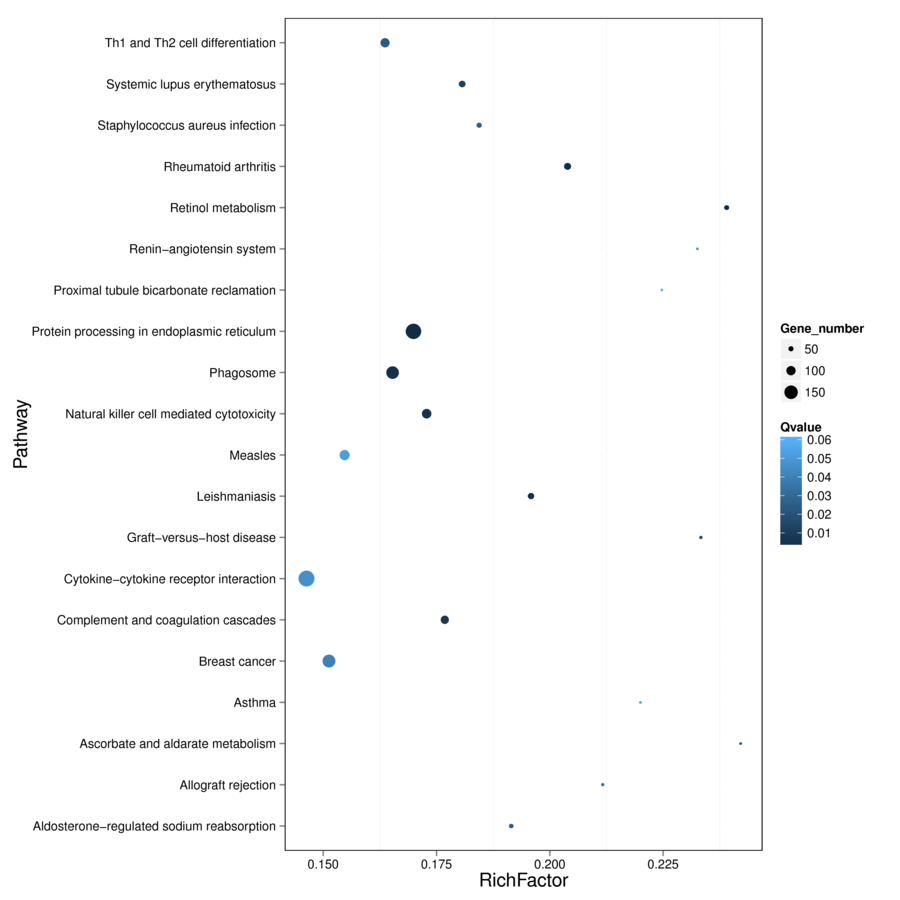 Th1 and Th2 cell differentiation
Systemic lupus erythematosus
Staphylococcus aureus infection
Rheumatoid arthritis
Retinol metabolism
Renin−angiotensin system
Proximal tubule bicarbonate reclamation
Protein processing in endoplasmic reticulum
Phagosome
Natural killer cell mediated cytotoxicity
Measles
Leishmaniasis
Graft−versus−host disease
Cytokine−cytokine receptor interaction
Complement and coagulation cascades
Breast cancer
Asthma
Ascorbate and aldarate metabolism
Allograft rejection
Aldosterone−regulated sodium reabsorption
Pathway
0.150 0.175 0.200 0.225
RichFactor
Gene_number
50
100
150
Qvalue
0.06
0.05
0.04
0.03
0.02
0.01